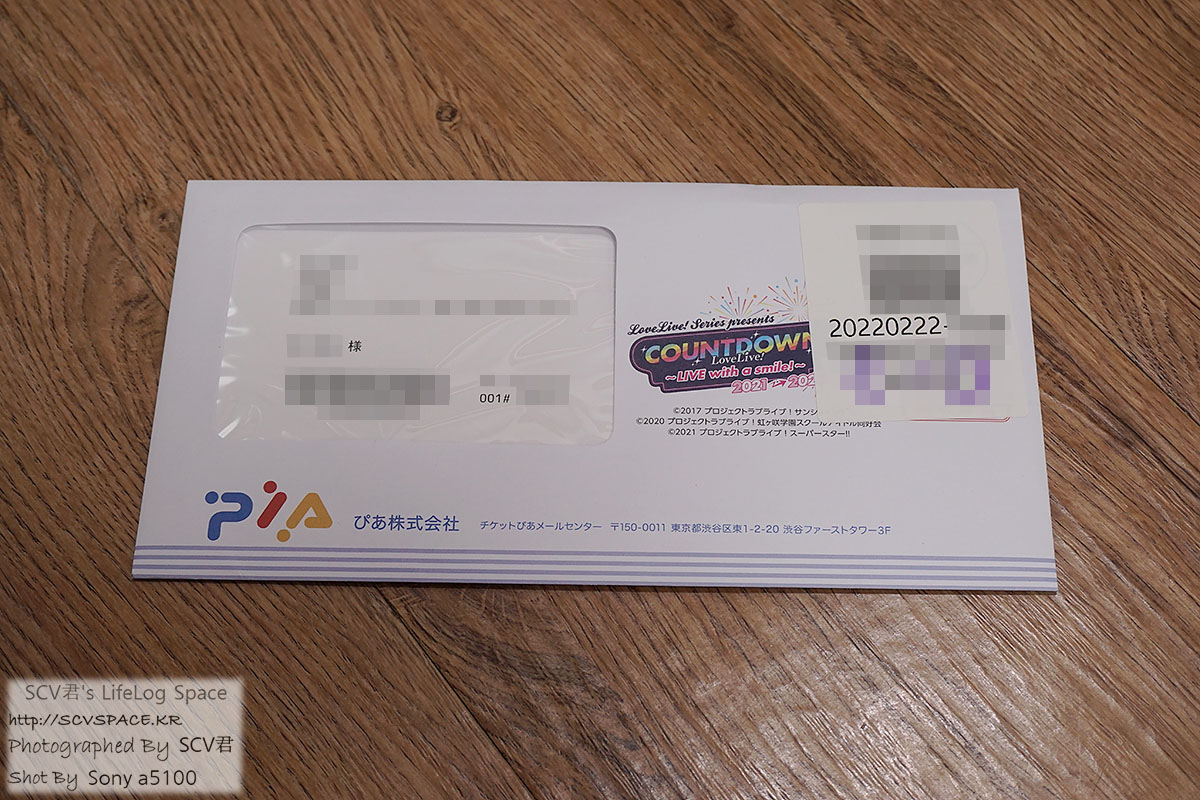 様
001#
LoveLive! Series presents
COUNTDOWN
LoveLive!
~LIVE with a smile!~
2021
20220222-
©2017 プロジェクトラブライブ!サンシ
©2020 プロジェクトラブライブ!虹ヶ咲学園スクールアイドル同好会
©2021 プロジェクトラブライブ!スーパースター!!
PIA
ぴあ株式会社
チケットぴあメールセンター 〒150-0011 東京都渋谷区東1-2-20 渋谷ファーストタワー3F
SCV君's LifeLog Space
http://SCVSPACE.KR
Photographed By SCV君
Shot By Sony a5100